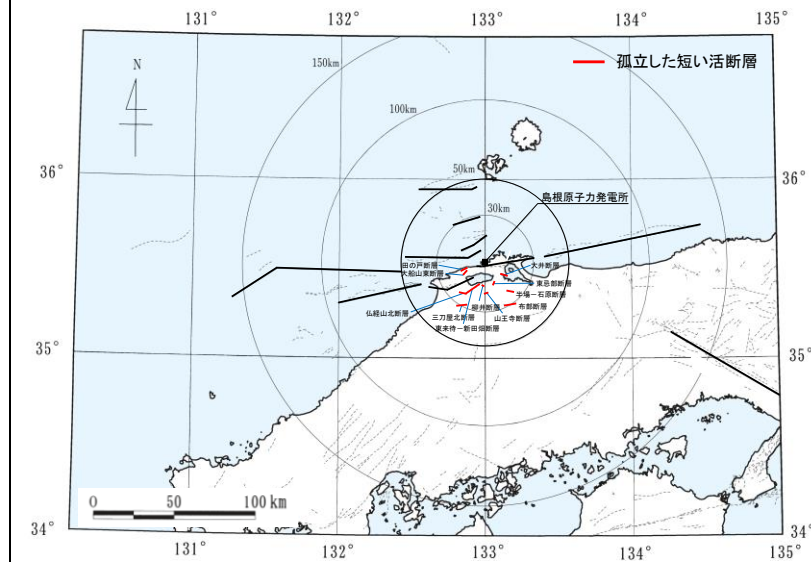 131°
132°
133°
134°
135°
孤立した短い活断層
150km
N
100km
36°
36°
50km
島根原子力発電所
30km
田の戸断層
大船山東断層
大井断層
東忌部断層
半場－石原断層
布部断層
仏経山北断層
柳井断層
三刀屋北断層
山王寺断層
東来待－新田畑断層
35°
35°
0 50 100 km
34°
34°
131°
132°
133°
134°
135°